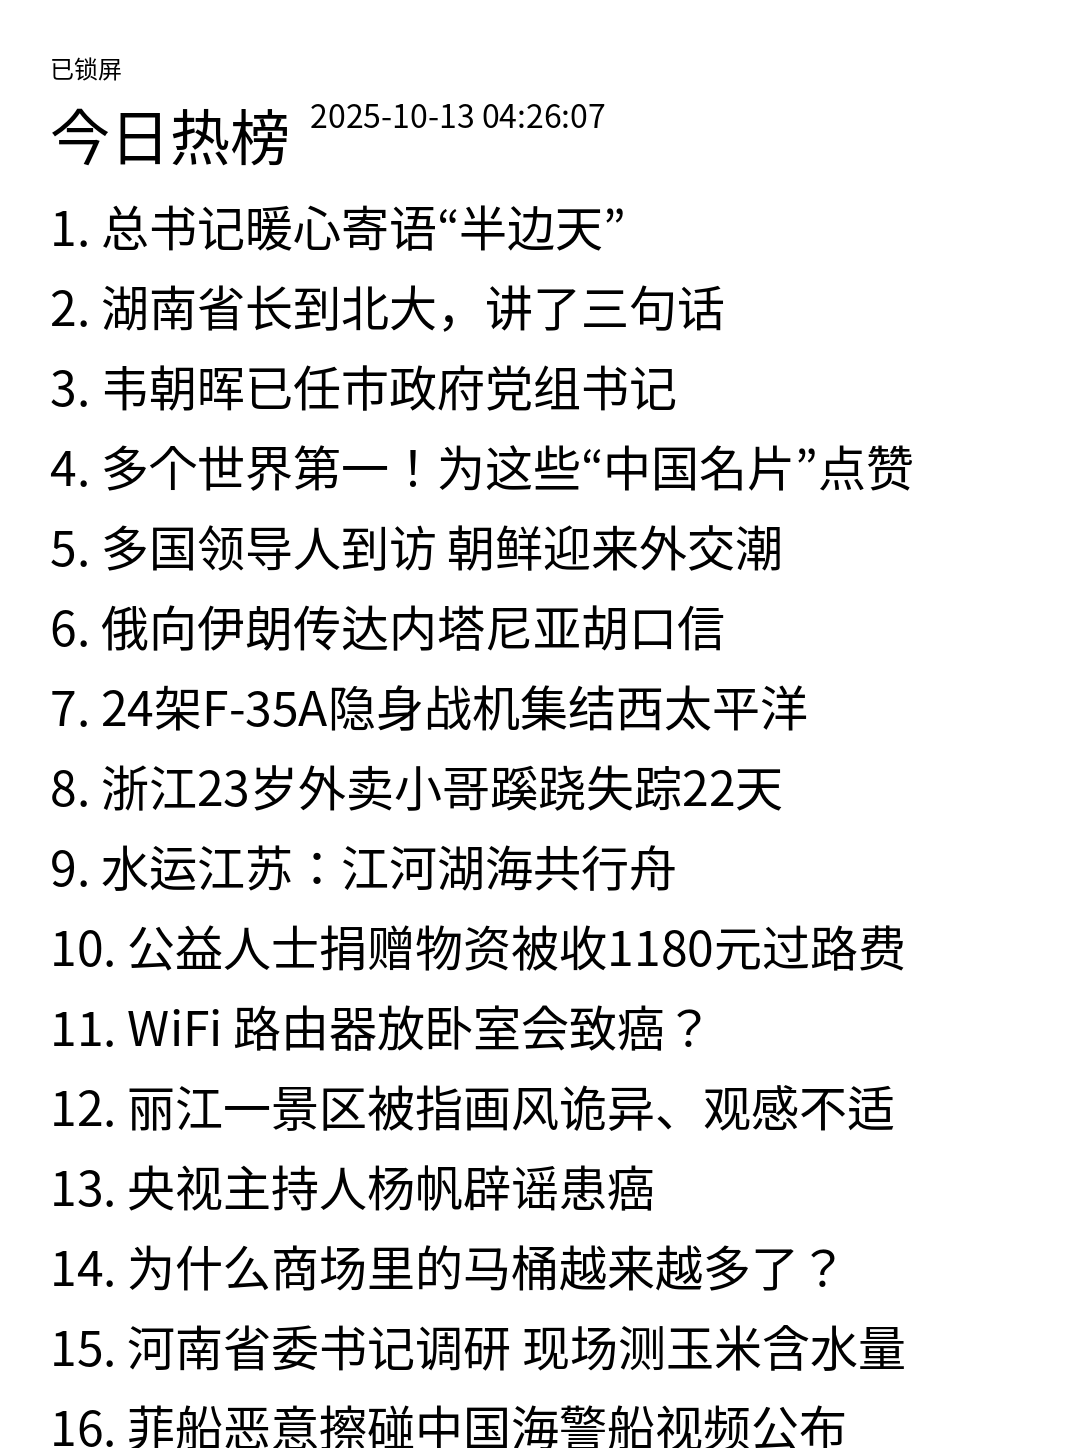 已锁屏
今日热榜 2025-10-13 04:26:07
1. 总书记暖心寄语“半边天”
2. 湖南省长到北大，讲了三句话
3. 韦朝晖已任市政府党组书记
4. 多个世界第一！为这些“中国名片”点赞
5. 多国领导人到访 朝鲜迎来外交潮
6. 俄向伊朗传达内塔尼亚胡口信
7. 24架F-35A隐身战机集结西太平洋
8. 浙江23岁外卖小哥蹊跷失踪22天
9. 水运江苏：江河湖海共行舟
10. 公益人士捐赠物资被收1180元过路费
11. WiFi 路由器放卧室会致癌？
12. 丽江一景区被指画风诡异、观感不适
13. 央视主持人杨帆辟谣患癌
14. 为什么商场里的马桶越来越多了？
15. 河南省委书记调研 现场测玉米含水量
16. 菲船恶意擦碰中国海警船视频公布